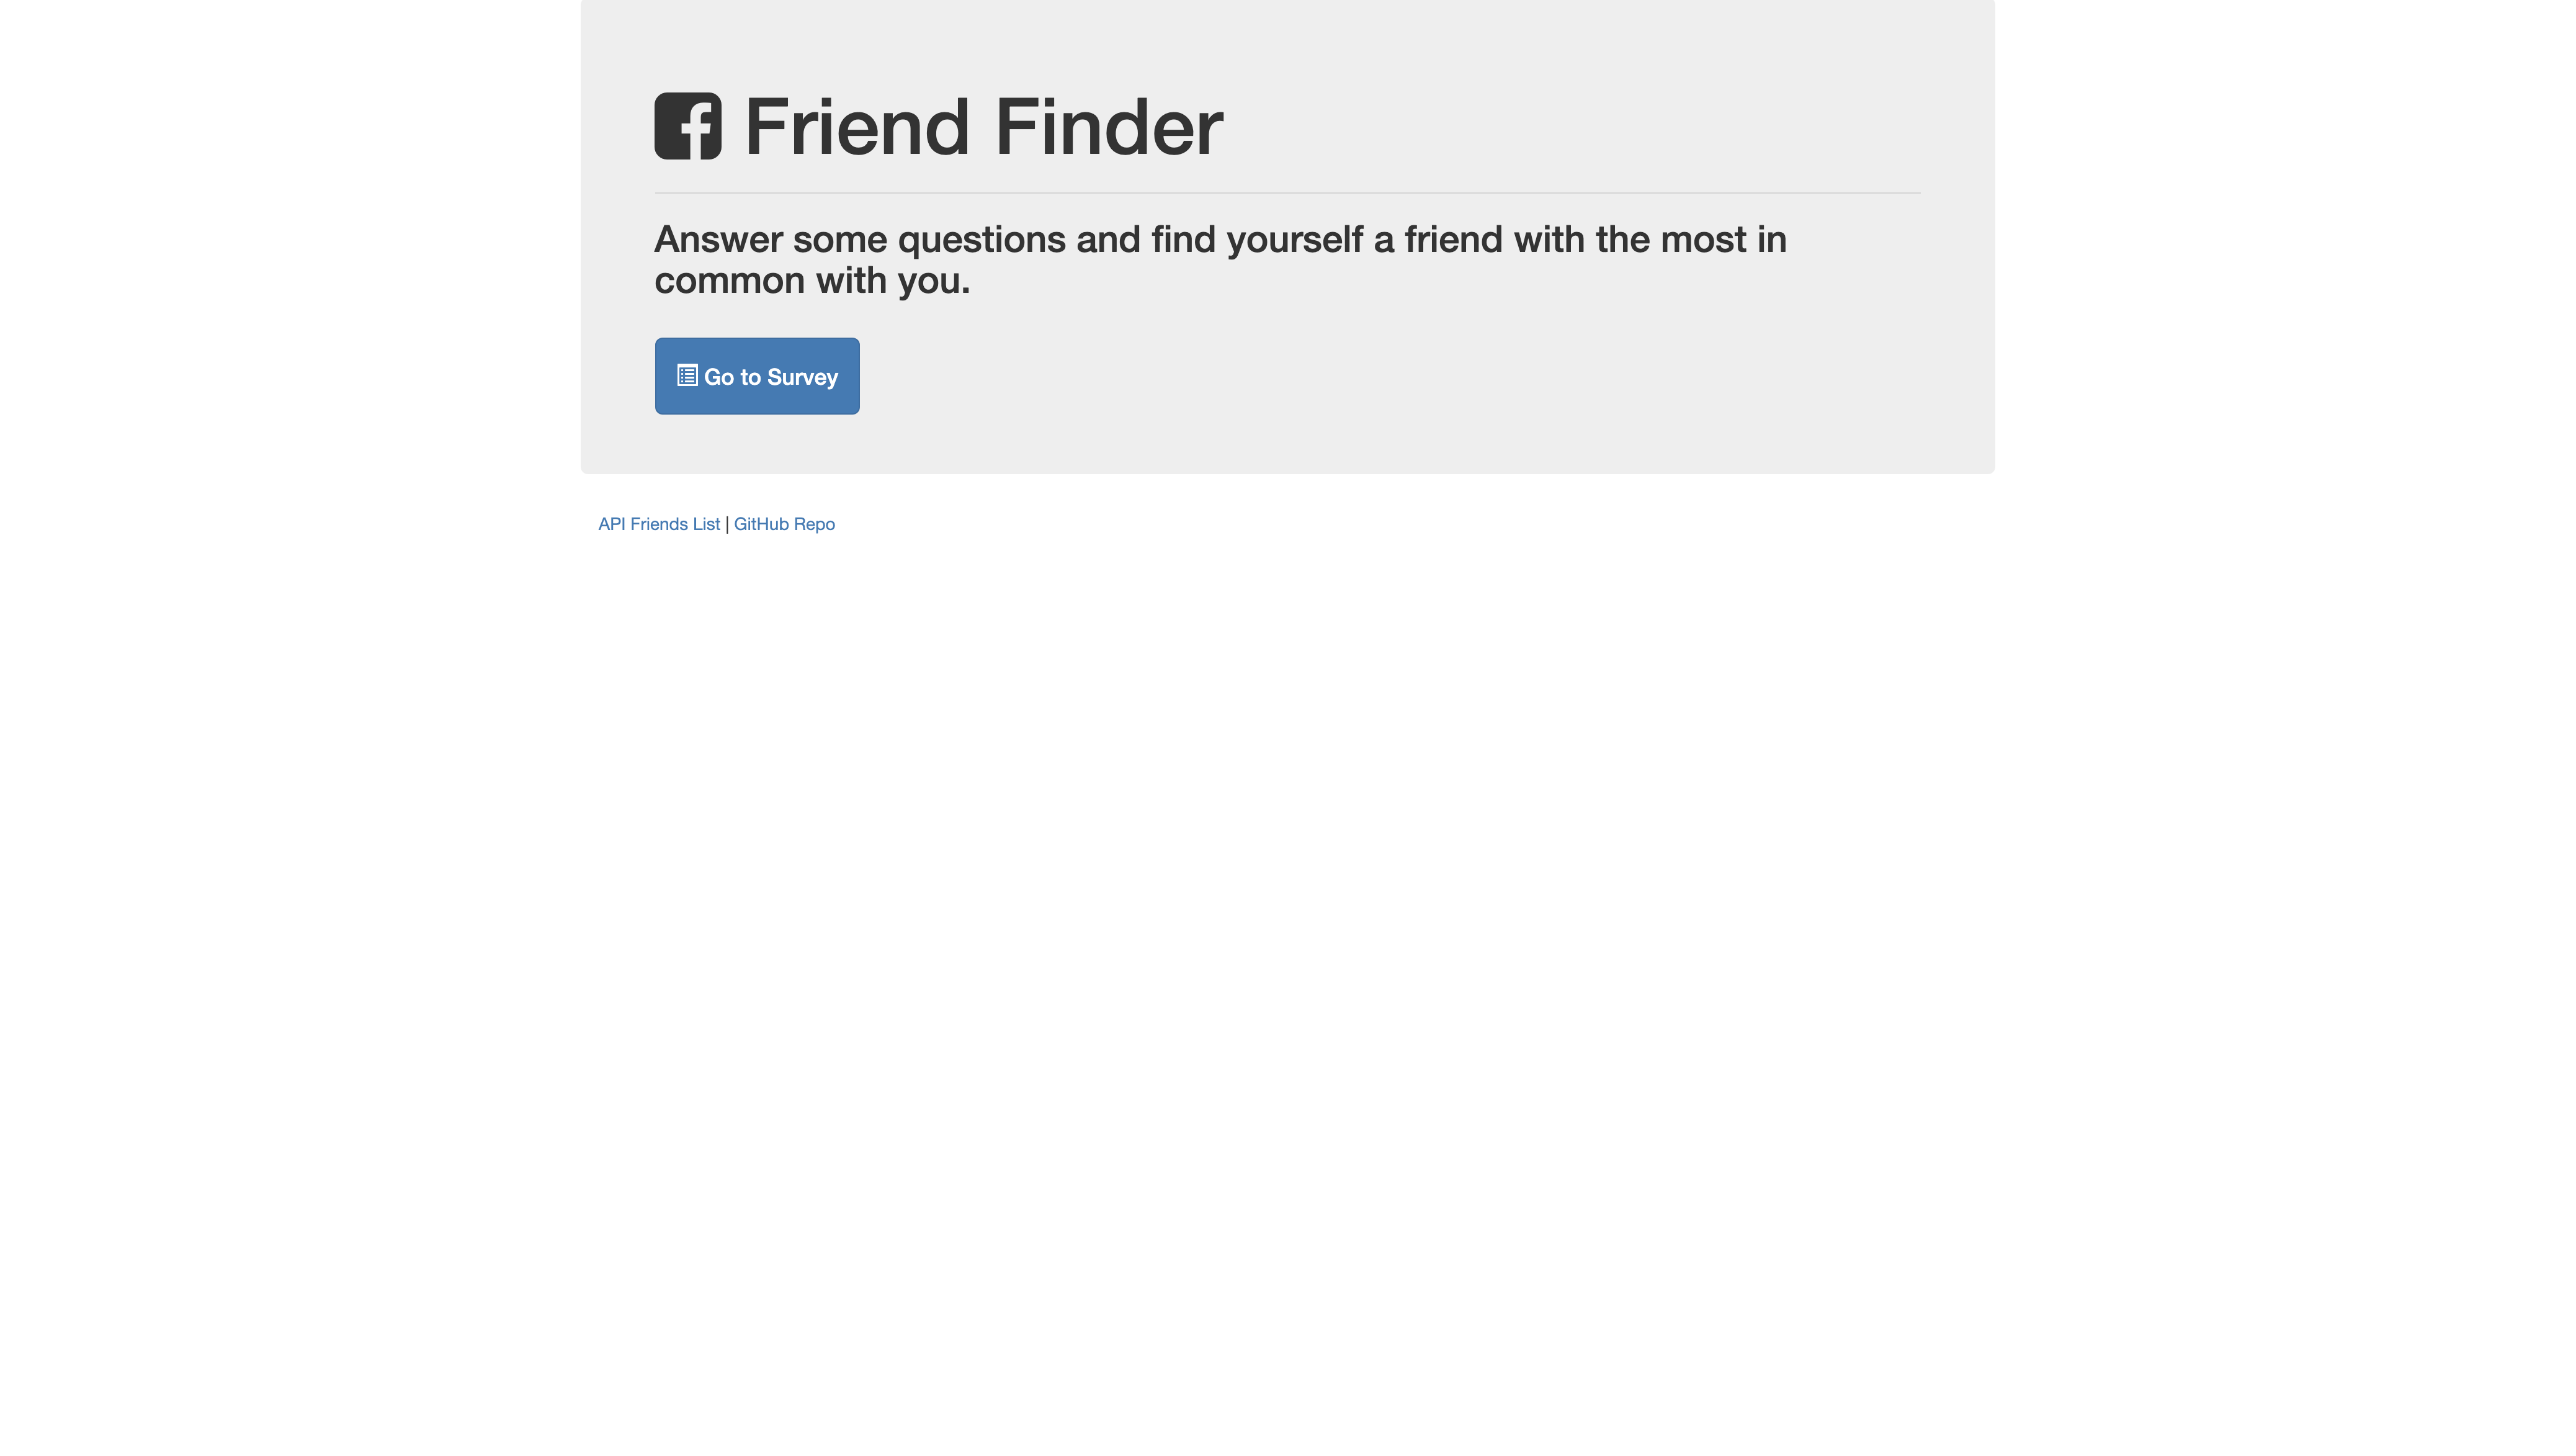 Friend Finder
Answer some questions and find yourself a friend with the most in
common with you.
Go to Survey
API Friends List | GitHub Repo